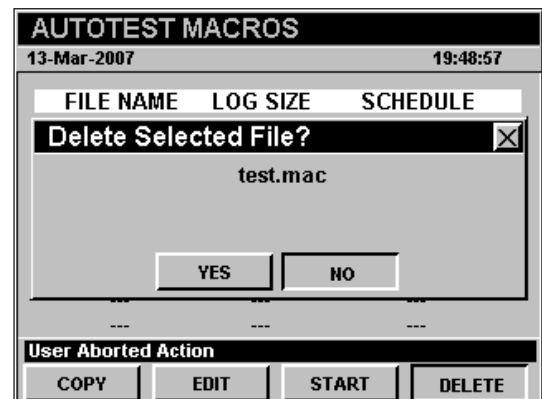 AUTOTEST MACROS
13-Mar-2007 19:48:57
FILE NAME LOG SIZE SCHEDULE
Delete Selected File?
test.mac
YES NO
--- --- ---
--- --- ---
User Aborted Action
COPY EDIT START DELETE